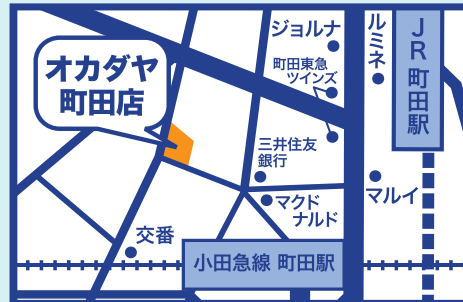 オカダヤ
町田店
ジョルナ
町田東急
ツインズ
ルミネ
JR 町田駅
三井住友
銀行
マクド
ナルド
マルイ
交番
小田急線 町田駅